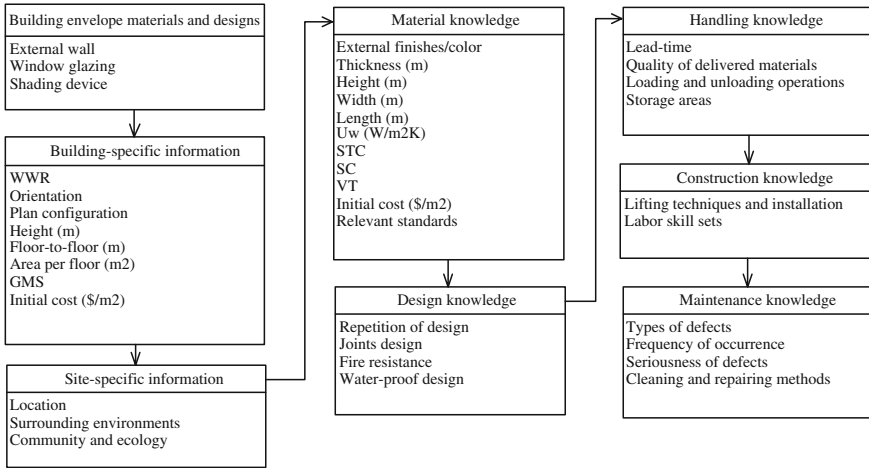 Building envelope materials and designs
External wall
Window glazing
Shading device
Building-specific information
WWR
Orientation
Plan configuration
Height (m)
Floor-to-floor (m)
Area per floor (m2)
GMS
Initial cost ($/m2)
Site-specific information
Location
Surrounding environments
Community and ecology
Material knowledge
External finishes/color
Thickness (m)
Height (m)
Width (m)
Length (m)
Uw (W/m2K)
STC
SC
VT
Initial cost ($/m2)
Relevant standards
Design knowledge
Repetition of design
Joints design
Fire resistance
Water-proof design
Handling knowledge
Lead-time
Quality of delivered materials
Loading and unloading operations
Storage areas
Construction knowledge
Lifting techniques and installation
Labor skill sets
Maintenance knowledge
Types of defects
Frequency of occurrence
Seriousness of defects
Cleaning and repairing methods